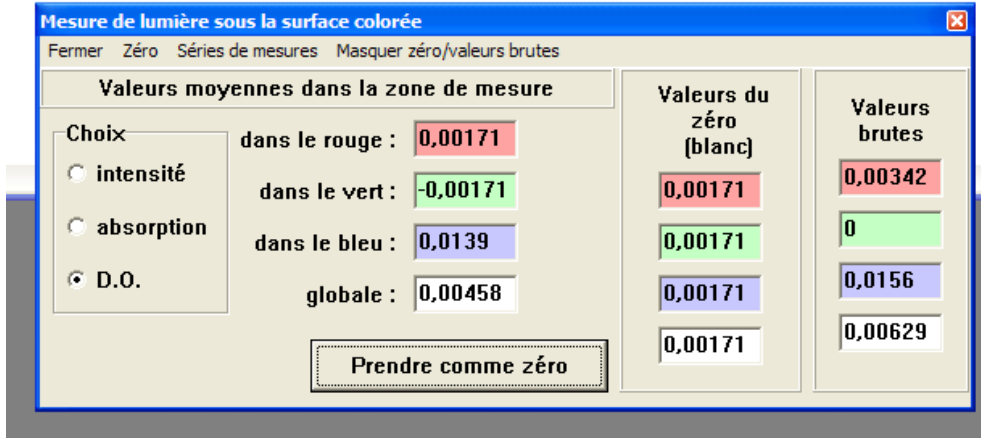 Mesure de lumière sous la surface colorée
Fermer Zéro Séries de mesures Masquer zéro/valeurs brutes
Valeurs moyennes dans la zone de mesure
Choix
intensité
absorption
D.O.
dans le rouge : 0,00171
dans le vert : -0,00171
dans le bleu : 0,0139
globale : 0,00458
Prendre comme zéro
Valeurs du
zéro
(blanc)
0,00171
0,00171
0,00171
0,00171
Valeurs
brutes
0,00342
0
0,0156
0,00629